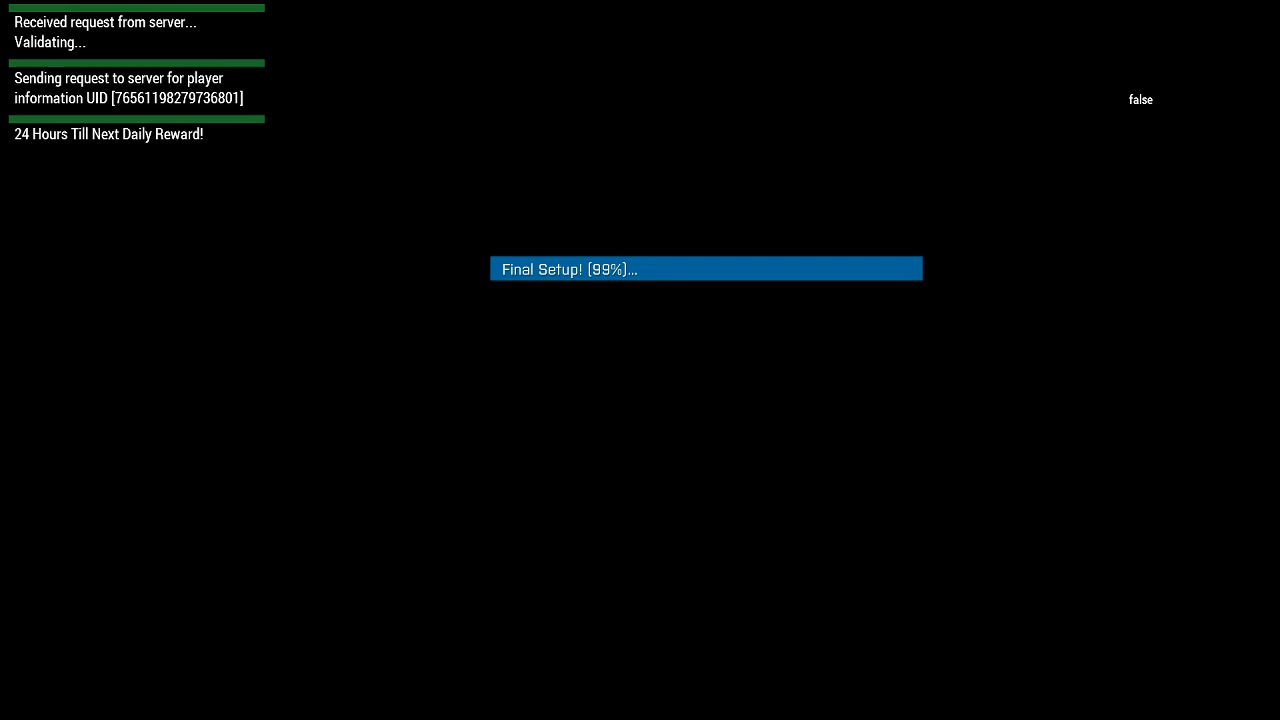 Received request from server...
Validating...
Sending request to server for player
information UID [76561198279736801]
24 Hours Till Next Daily Reward!
false
Final Setup! (99%)...